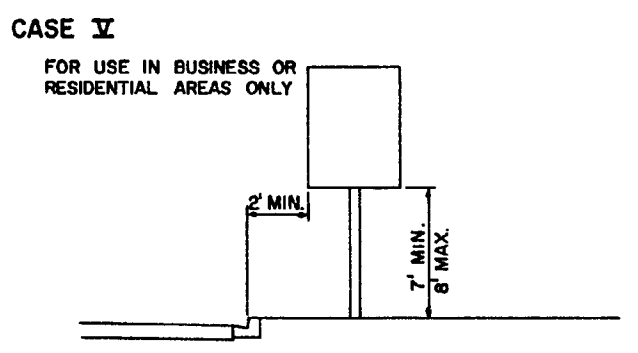 CASE V
FOR USE IN BUSINESS OR
RESIDENTIAL AREAS ONLY
2' MIN.
7' MIN.
8' MAX.